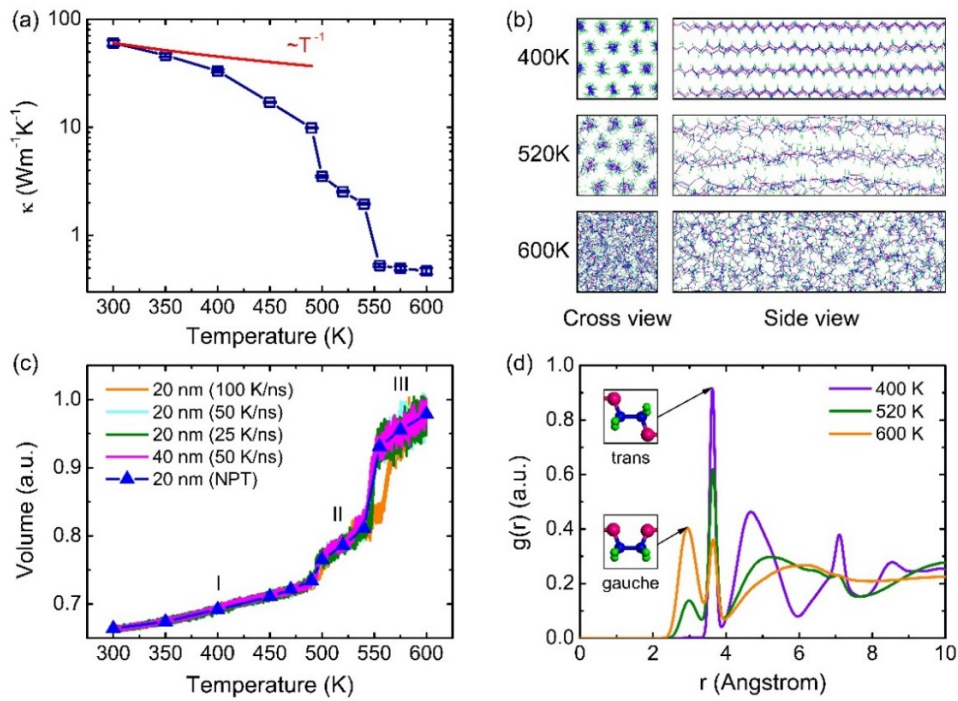 (a)
~T⁻¹
100
10
1
κ (Wm⁻¹K⁻¹)
300 350 400 450 500 550 600
Temperature (K)
(b)
400K
520K
600K
Cross view
Side view
(c)
III
20 nm (100 K/ns)
20 nm (50 K/ns)
20 nm (25 K/ns)
40 nm (50 K/ns)
20 nm (NPT)
II
I
1.0
0.9
0.8
0.7
Volume (a.u.)
300 350 400 450 500 550 600
Temperature (K)
(d)
1.0
0.8
0.6
0.4
0.2
0.0
g(r) (a.u.)
400 K
520 K
600 K
trans
gauche
0 2 4 6 8 10
r (Angstrom)